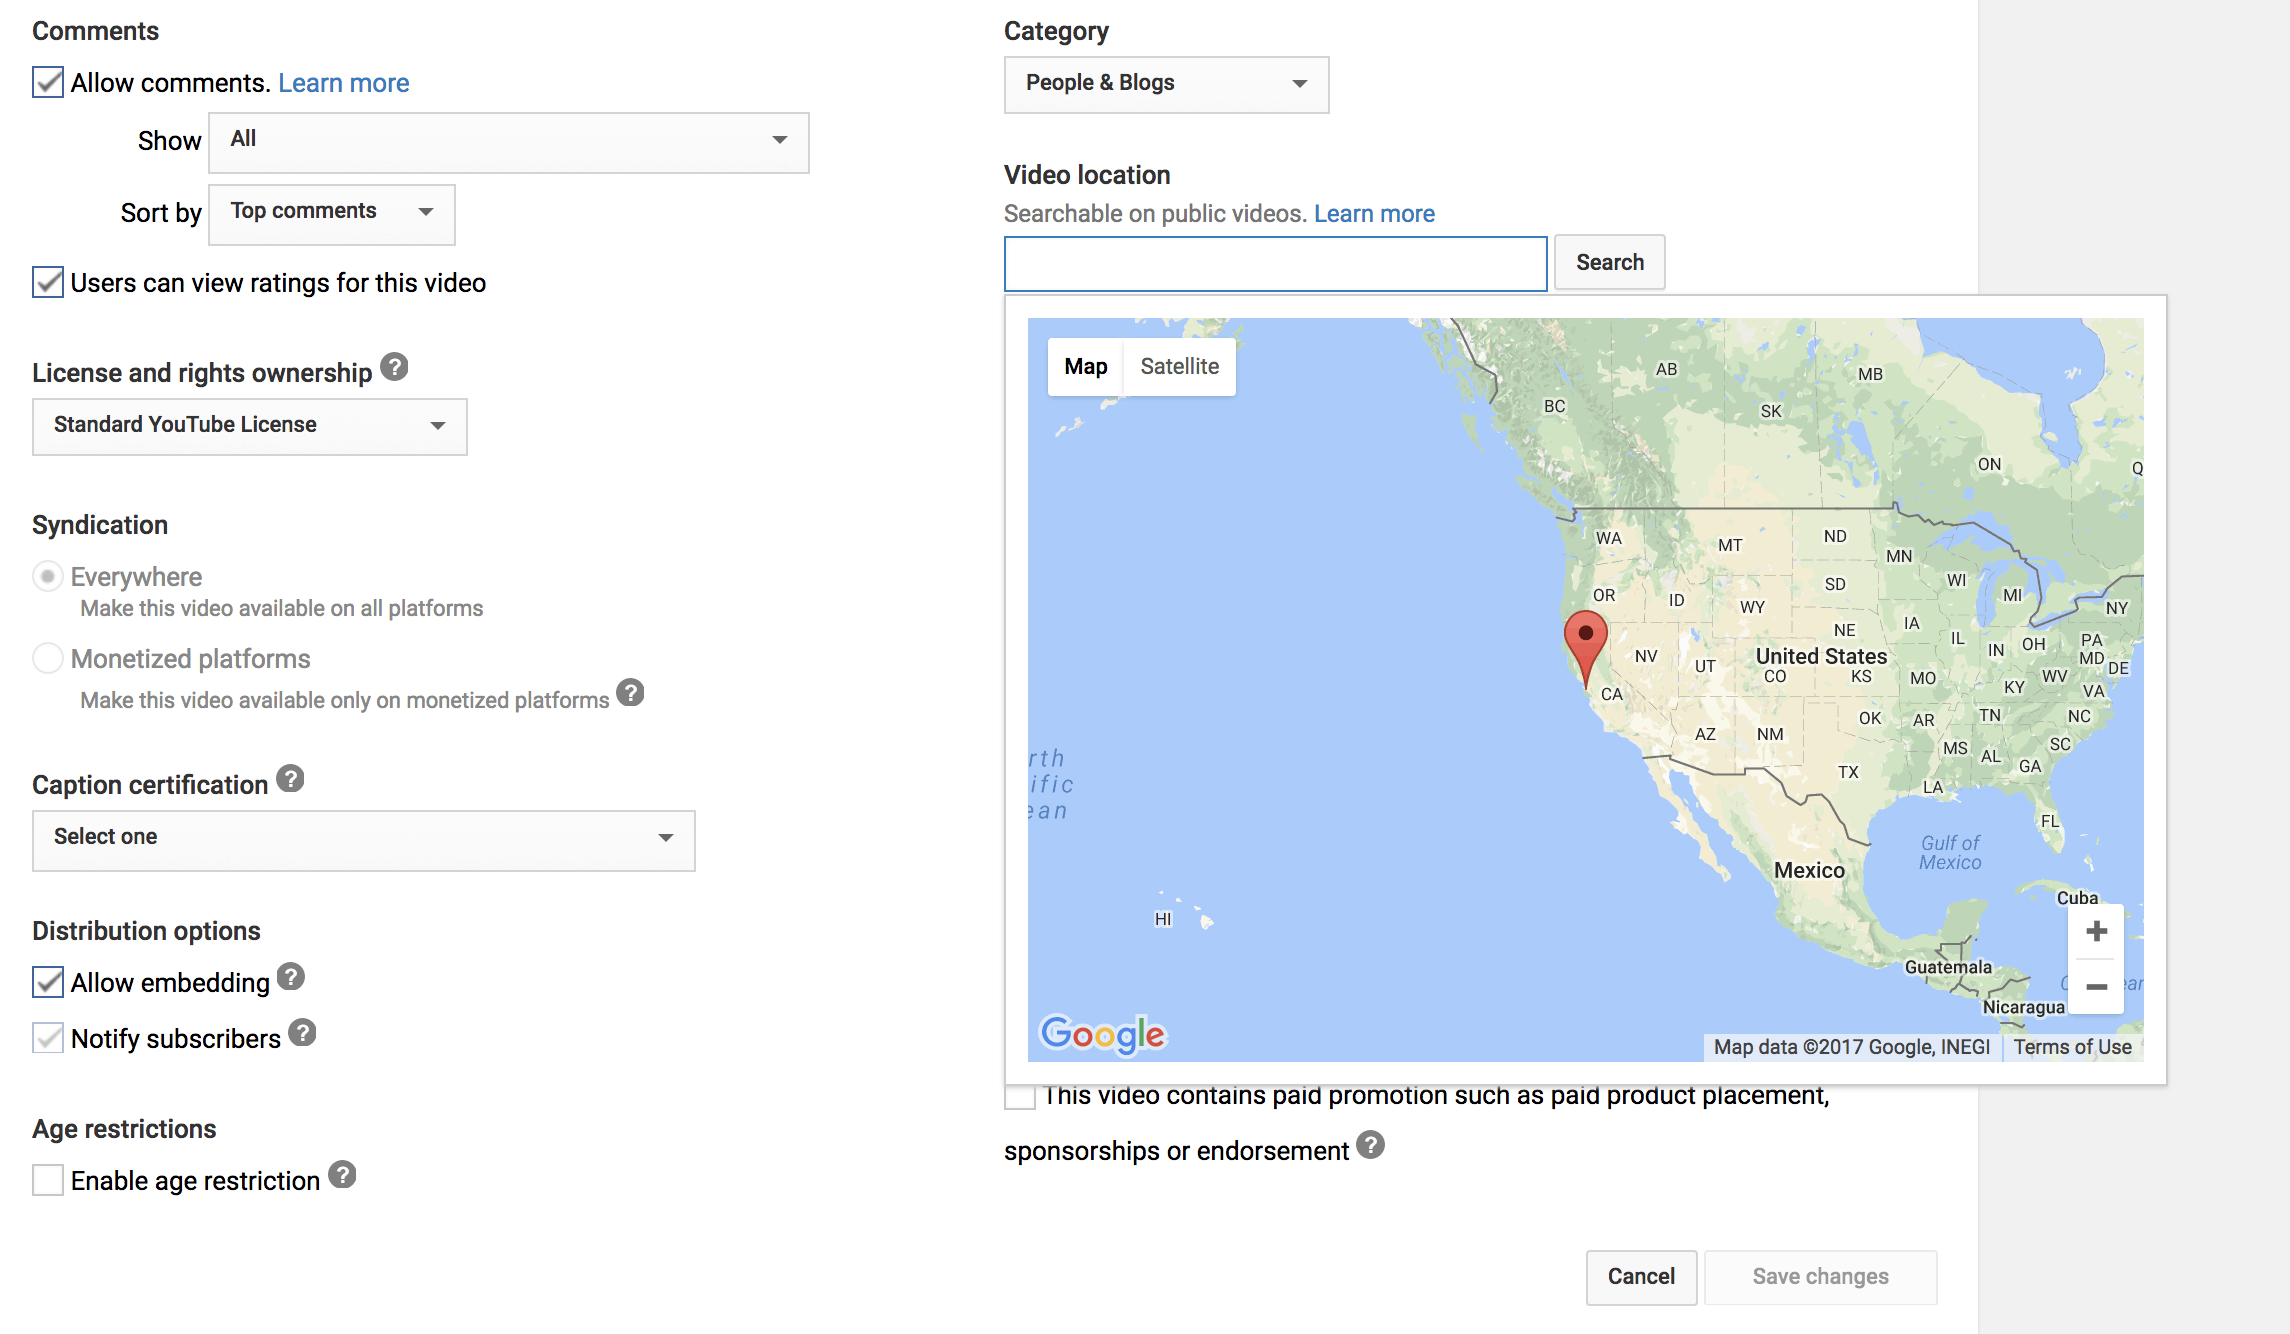 Comments
Allow comments. Learn more
Show All
Sort by Top comments
Users can view ratings for this video
License and rights ownership ?
Standard YouTube License
Syndication
Everywhere
Make this video available on all platforms
Monetized platforms
Make this video available only on monetized platforms ?
Caption certification ?
Select one
Distribution options
Allow embedding ?
Notify subscribers ?
Age restrictions
Enable age restriction ?
Category
People & Blogs
Video location
Searchable on public videos. Learn more
Search
Map Satellite
AB
MB
BC
SK
ON
Q
WA
MT
ND
MN
OR
ID
WY
SD
WI
MI
NY
NE
IA
IL
IN
OH
PA
MD
DE
NV
UT
United States
CO
KS
MO
KY
WV
VA
CA
OK
AR
TN
NC
AZ
NM
MS
AL
SC
GA
TX
LA
FL
rth
ific
ean
Gulf of
Mexico
Mexico
Cuba
HI
Guatemala
Nicaragua
Google
Map data ©2017 Google, INEGI Terms of Use
This video contains paid promotion such as paid product placement,
sponsorships or endorsement ?
Cancel Save changes